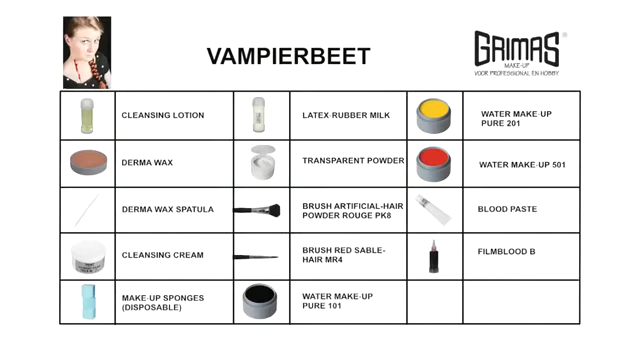 VAMPIERBEET
GRIMAS®
MAKE-UP
VOOR PROFESSIONAL EN HOBBY
CLEANSING LOTION
LATEX-RUBBER MILK
WATER MAKE-UP
PURE 201
DERMA WAX
TRANSPARENT POWDER
WATER MAKE-UP 501
DERMA WAX SPATULA
BRUSH ARTIFICIAL-HAIR
POWDER ROUGE PK8
BLOOD PASTE
CLEANSING CREAM
BRUSH RED SABLE-
HAIR MR4
FILMBLOOD B
MAKE-UP SPONGES
(DISPOSABLE)
WATER MAKE-UP
PURE 101